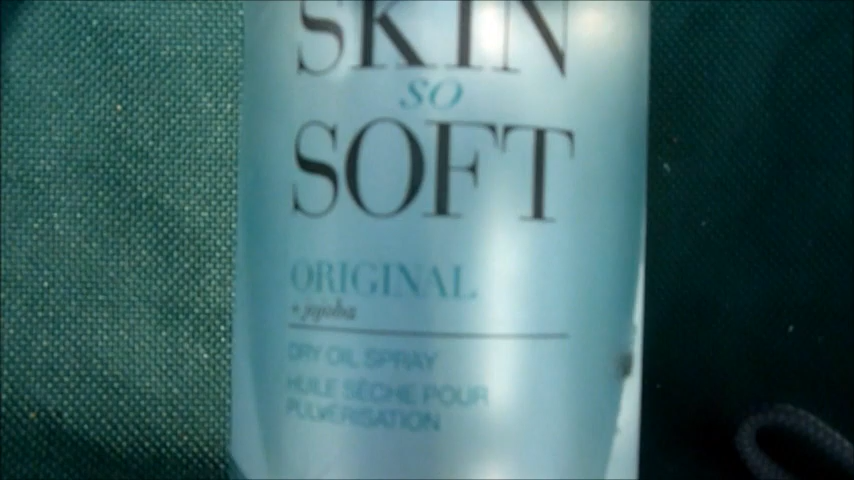 SKIN
so
SOFT
ORIGINAL
+ jojoba
DRY OIL SPRAY
HUILE SÈCHE POUR
PULVÉRISATION